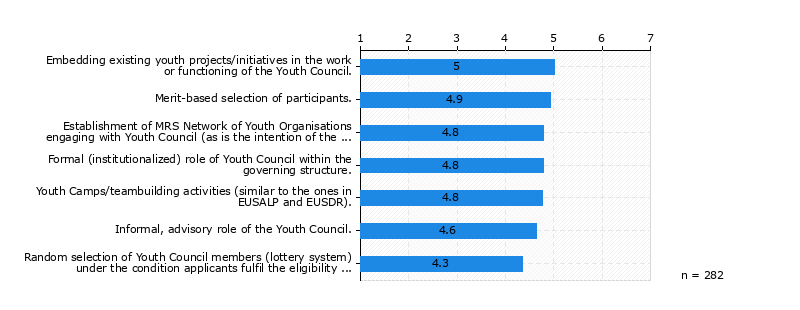 1 2 3 4 5 6 7
Embedding existing youth projects/initiatives in the work
or functioning of the Youth Council.
5
Merit-based selection of participants.
4.9
Establishment of MRS Network of Youth Organisations
engaging with Youth Council (as is the intention of the ...
4.8
Formal (institutionalized) role of Youth Council within the
governing structure.
4.8
Youth Camps/teambuilding activities (similar to the ones in
EUSALP and EUSDR).
4.8
Informal, advisory role of the Youth Council.
4.6
Random selection of Youth Council members (lottery system)
under the condition applicants fulfil the eligibility ...
4.3
n = 282